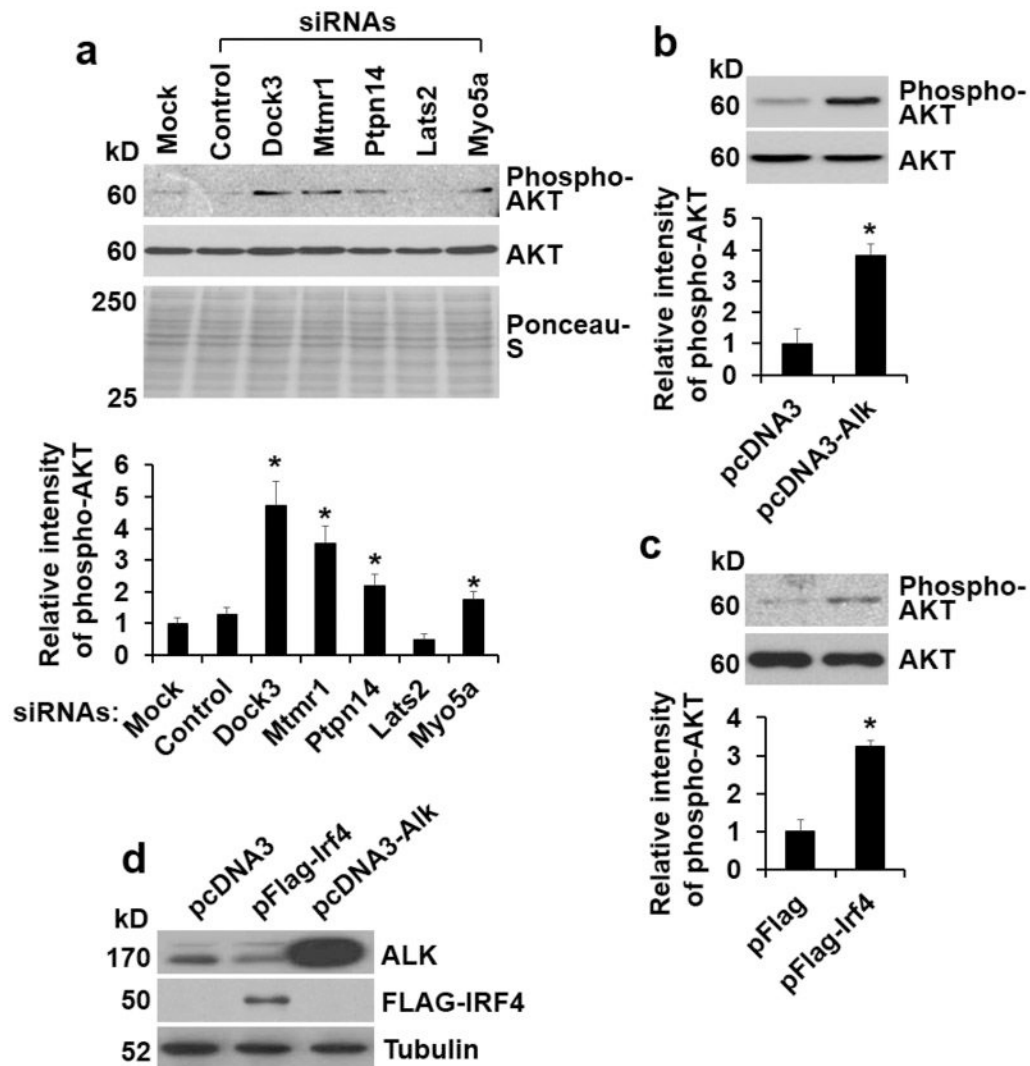 a
siRNAs
Mock
Control
Dock3
Mtmr1
Ptpn14
Lats2
Myo5a
kD
60
Phospho-
AKT
60
AKT
250
25
Ponceau-
S
Relative intensity
of phospho-AKT
6
5
4
3
2
1
0
*
*
*
*
siRNAs:
Mock
Control
Dock3
Mtmr1
Ptpn14
Lats2
Myo5a
b
kD
60
Phospho-
AKT
60
AKT
Relative intensity
of phospho-AKT
5
4
3
2
1
0
*
pcDNA3
pcDNA3-Alk
c
kD
60
Phospho-
AKT
60
AKT
Relative intensity
of phospho-AKT
4
3
2
1
0
*
pFlag
pFlag-Irf4
d
pcDNA3
pFlag-Irf4
pcDNA3-Alk
kD
170
ALK
50
FLAG-IRF4
52
Tubulin